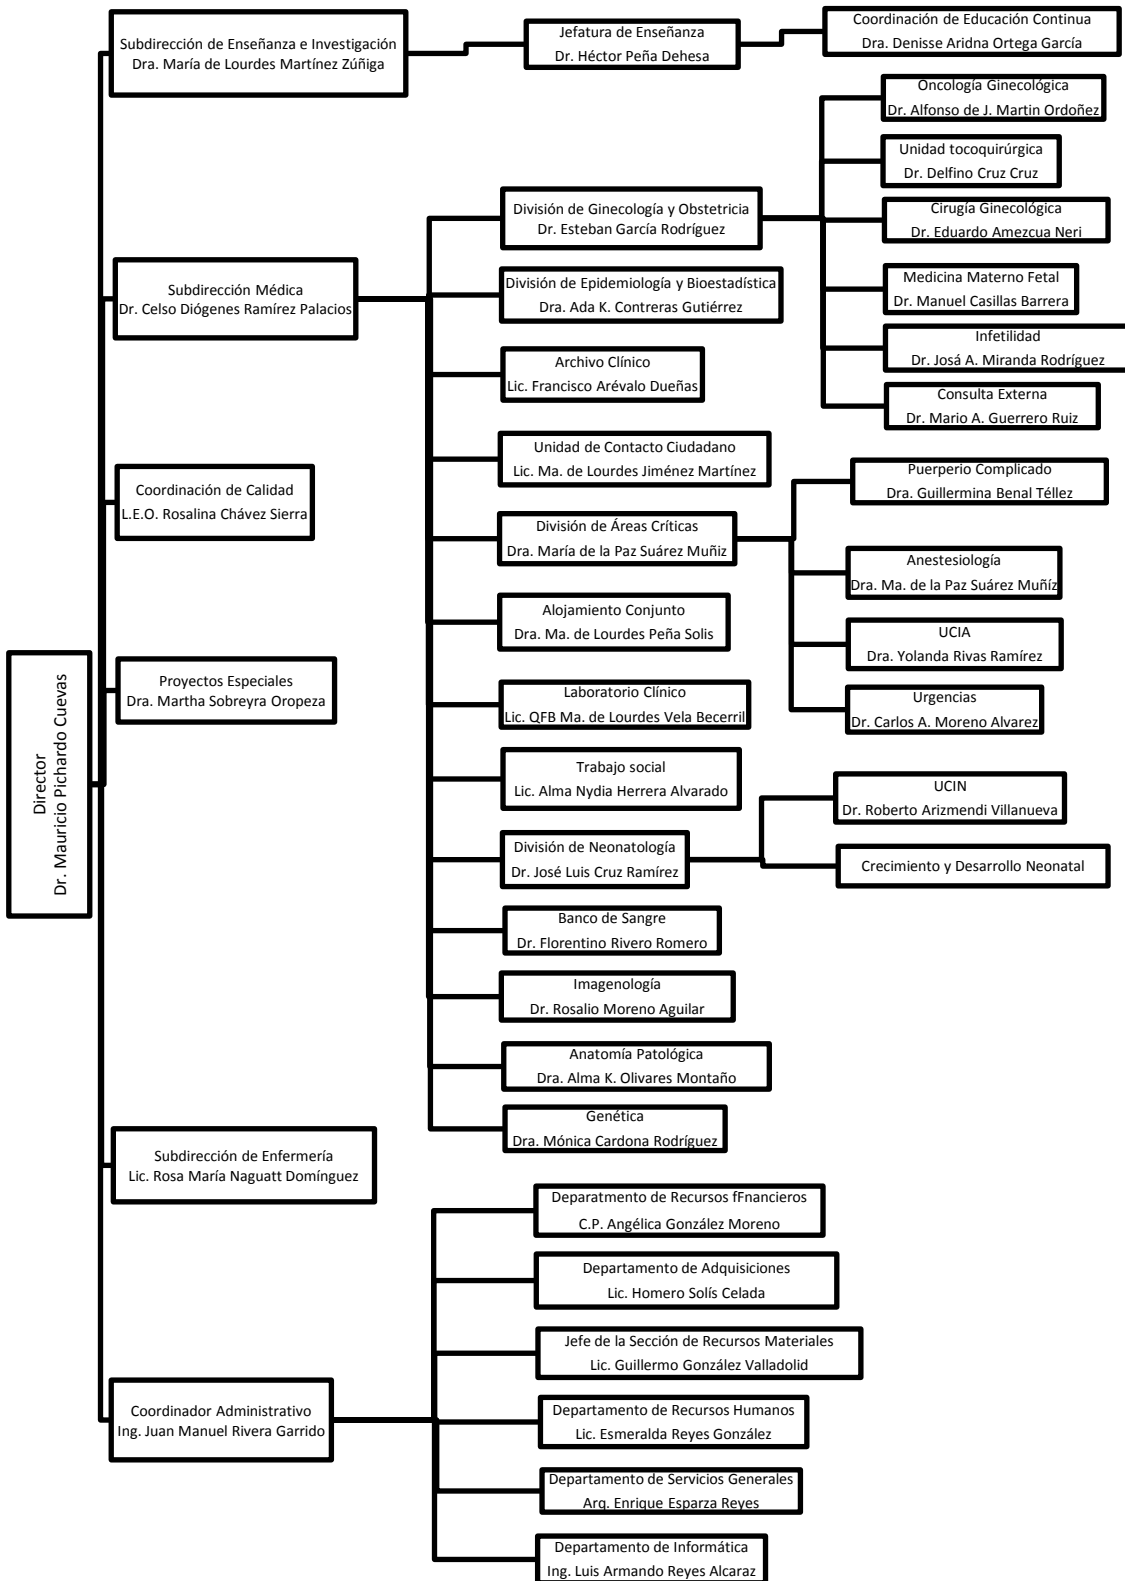 Director
Dr. Mauricio Pichardo Cuevas
Subdirección de Enseñanza e Investigación
Dra. María de Lourdes Martínez Zúñiga
Jefatura de Enseñanza
Dr. Héctor Peña Dehesa
Coordinación de Educación Continua
Dra. Denisse Aridna Ortega García
Subdirección Médica
Dr. Celso Diógenes Ramírez Palacios
División de Ginecología y Obstetricia
Dr. Esteban García Rodríguez
Oncología Ginecológica
Dr. Alfonso de J. Martin Ordoñez
Unidad tocoquirúrgica
Dr. Delfino Cruz Cruz
Cirugía Ginecológica
Dr. Eduardo Amezcua Neri
Medicina Materno Fetal
Dr. Manuel Casillas Barrera
Infetilidad
Dr. Josá A. Miranda Rodríguez
Consulta Externa
Dr. Mario A. Guerrero Ruiz
División de Epidemiología y Bioestadística
Dra. Ada K. Contreras Gutiérrez
Archivo Clínico
Lic. Francisco Arévalo Dueñas
Unidad de Contacto Ciudadano
Lic. Ma. de Lourdes Jiménez Martínez
División de Áreas Críticas
Dra. María de la Paz Suárez Muñiz
Puerperio Complicado
Dra. Guillermina Benal Téllez
Anestesiología
Dra. Ma. de la Paz Suárez Muñíz
UCIA
Dra. Yolanda Rivas Ramírez
Urgencias
Dr. Carlos A. Moreno Alvarez
Alojamiento Conjunto
Dra. Ma. de Lourdes Peña Solis
Laboratorio Clínico
Lic. QFB Ma. de Lourdes Vela Becerril
Trabajo social
Lic. Alma Nydia Herrera Alvarado
División de Neonatología
Dr. José Luis Cruz Ramírez
UCIN
Dr. Roberto Arizmendi Villanueva
Crecimiento y Desarrollo Neonatal
Banco de Sangre
Dr. Florentino Rivero Romero
Imagenología
Dr. Rosalio Moreno Aguilar
Anatomía Patológica
Dra. Alma K. Olivares Montaño
Genética
Dra. Mónica Cardona Rodríguez
Coordinación de Calidad
L.E.O. Rosalina Chávez Sierra
Proyectos Especiales
Dra. Martha Sobreyra Oropeza
Subdirección de Enfermería
Lic. Rosa María Naguatt Domínguez
Coordinador Administrativo
Ing. Juan Manuel Rivera Garrido
Deparatmento de Recursos fFnancieros
C.P. Angélica González Moreno
Departamento de Adquisiciones
Lic. Homero Solís Celada
Jefe de la Sección de Recursos Materiales
Lic. Guillermo González Valladolid
Departamento de Recursos Humanos
Lic. Esmeralda Reyes González
Departamento de Servicios Generales
Arq. Enrique Esparza Reyes
Departamento de Informática
Ing. Luis Armando Reyes Alcaraz